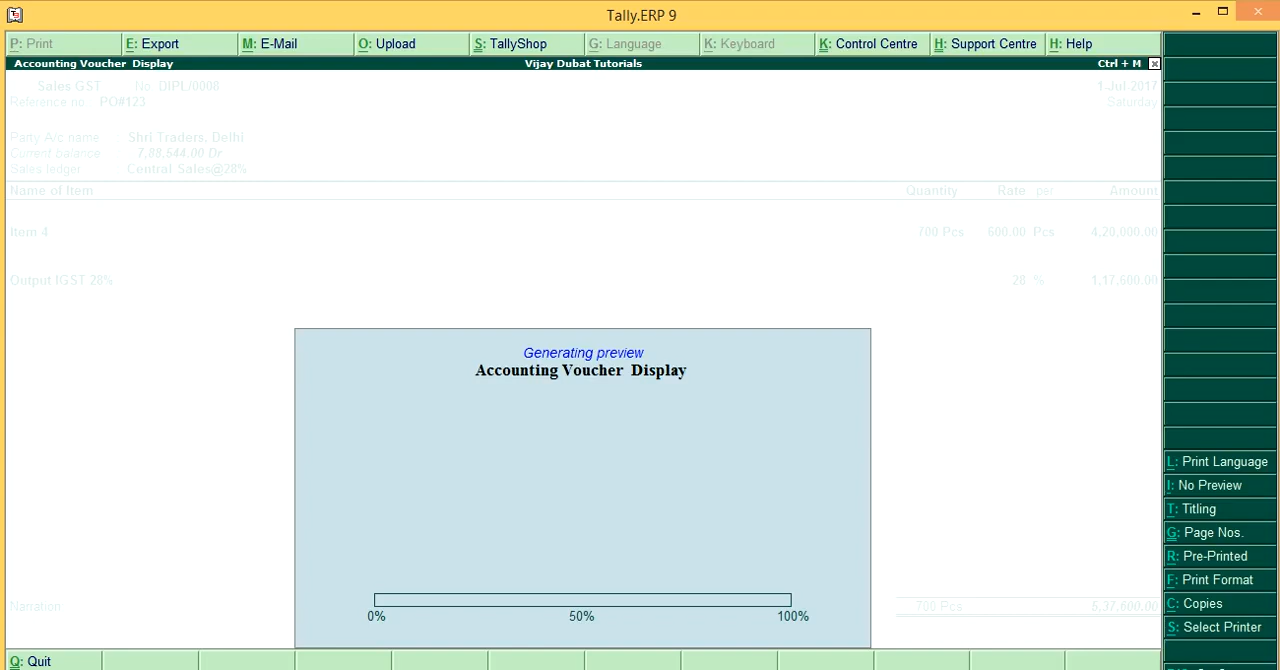 Tally.ERP 9
P: Print E: Export M: E-Mail O: Upload S: TallyShop G: Language K: Keyboard K: Control Centre H: Support Centre H: Help
Accounting Voucher Display Vijay Dubat Tutorials Ctrl + M
Sales GST No. DIPL/0008 1-Jul-2017
Reference no. PO#123 Saturday
Party A/c name Shri Traders, Delhi
Current balance 7,88,544.00 Dr
Sales ledger Central Sales@28%
Name of Item Quantity Rate per Amount
Item 4 700 Pcs 600.00 Pcs 4,20,000.00
Output IGST 28% 28 % 1,17,600.00
Generating preview
Accounting Voucher Display
0% 50% 100%
Narration: 700 Pcs 5,37,600.00
L: Print Language
I: No Preview
T: Titling
G: Page Nos.
R: Pre-Printed
F: Print Format
C: Copies
S: Select Printer
Q: Quit